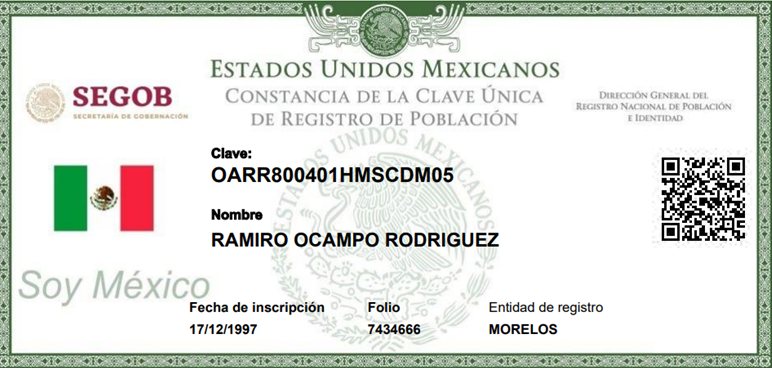 ESTADOS UNIDOS MEXICANOS
CONSTANCIA DE LA CLAVE ÚNICA
DE REGISTRO DE POBLACIÓN
SEGOB
SECRETARÍA DE GOBERNACIÓN
DIRECCIÓN GENERAL DEL
REGISTRO NACIONAL DE POBLACIÓN
E IDENTIDAD
Clave:
OARR800401HMSCDM05
Nombre
RAMIRO OCAMPO RODRIGUEZ
Soy México
Fecha de inscripción Folio Entidad de registro
17/12/1997 7434666 MORELOS
ESTADOS UNIDOS MEXICANOS